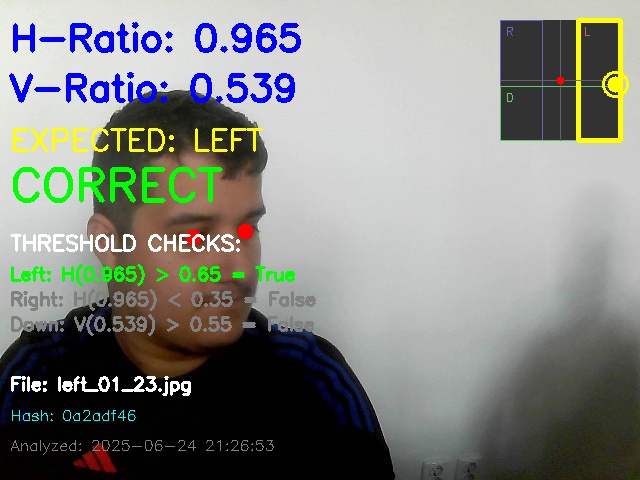 H-Ratio: 0.965
V-Ratio: 0.539
EXPECTED: LEFT
CORRECT
THRESHOLD CHECKS:
Left: H(0.965) > 0.65 = True
Right: H(0.965) < 0.35 = False
Down: V(0.539) > 0.55 = False
File: left_01_23.jpg
Hash: 0a2adf46
Analyzed: 2025-06-24 21:26:53
R L
D